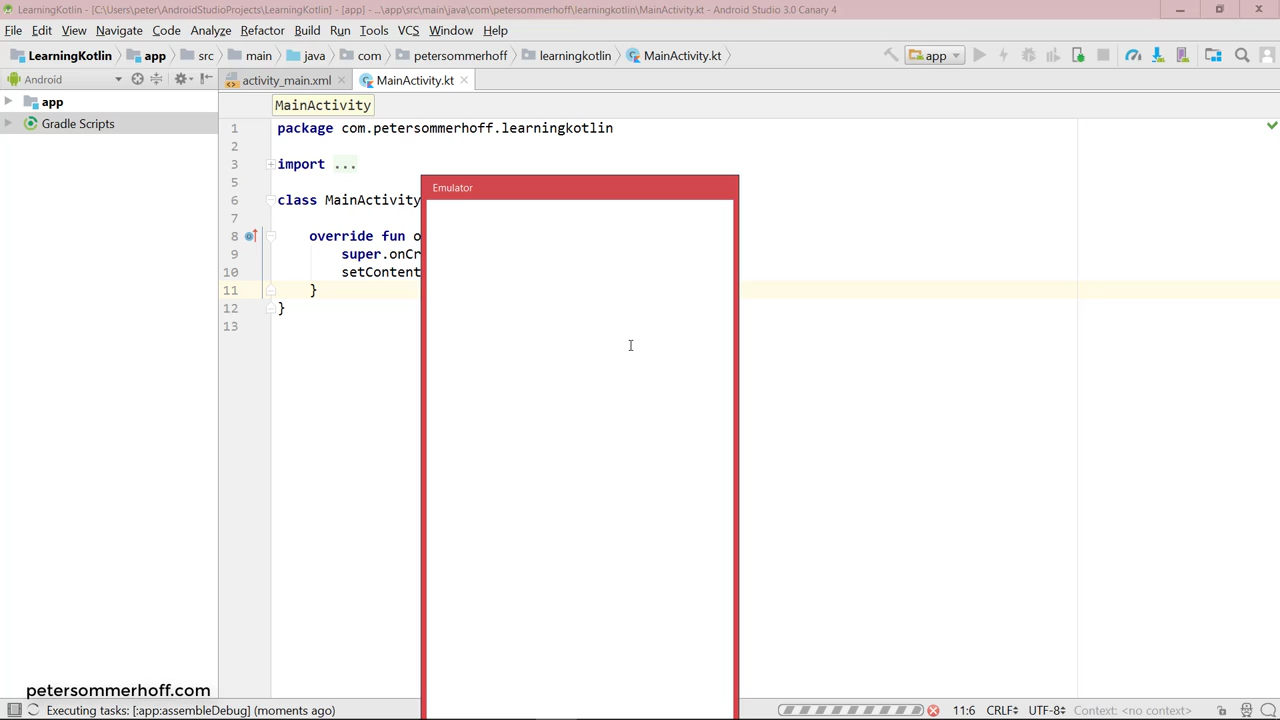 LearningKotlin - [C:\Users\peter\AndroidStudioProjects\LearningKotlin] - [app] - ...\app\src\main\java\com\petersommerhoff\learningkotlin\MainActivity.kt - Android Studio 3.0 Canary 4
File Edit View Navigate Code Analyze Refactor Build Run Tools VCS Window Help
LearningKotlin app src main java com petersommerhoff learningkotlin MainActivity.kt app
Android activity_main.xml MainActivity.kt
app
MainActivity
Gradle Scripts
1 package com.petersommerhoff.learningkotlin
2
3 import ...
5
6 class MainActivity
7
8 override fun o
9 super.onCr
10 setContent
11 }
12 }
13
Emulator
petersommerhoff.com
Executing tasks: [:app:assembleDebug] (moments ago) 11:6 CRLF UTF-8 Context: <no context>